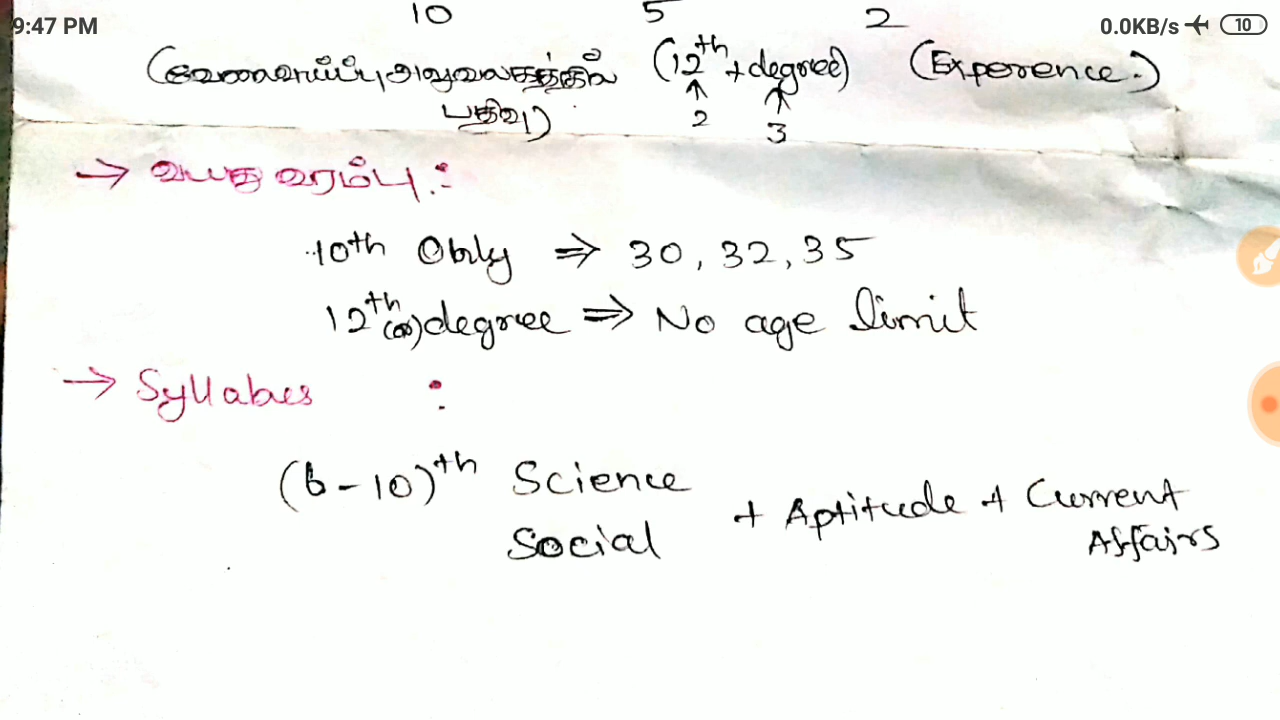 9:47 PM 0.0KB/s 10
10 5 2
(வேலைவாய்ப்பு அலுவலகத்தில் (12th + degree) (Experence.)
பதிவு) 2 3
→ வயது வரம்பு :
10th Only ⇒ 30, 32, 35
12th (or) degree ⇒ No age limit
→ Syllabus :
(6-10)th Science + Aptitude + Current
Social Affairs